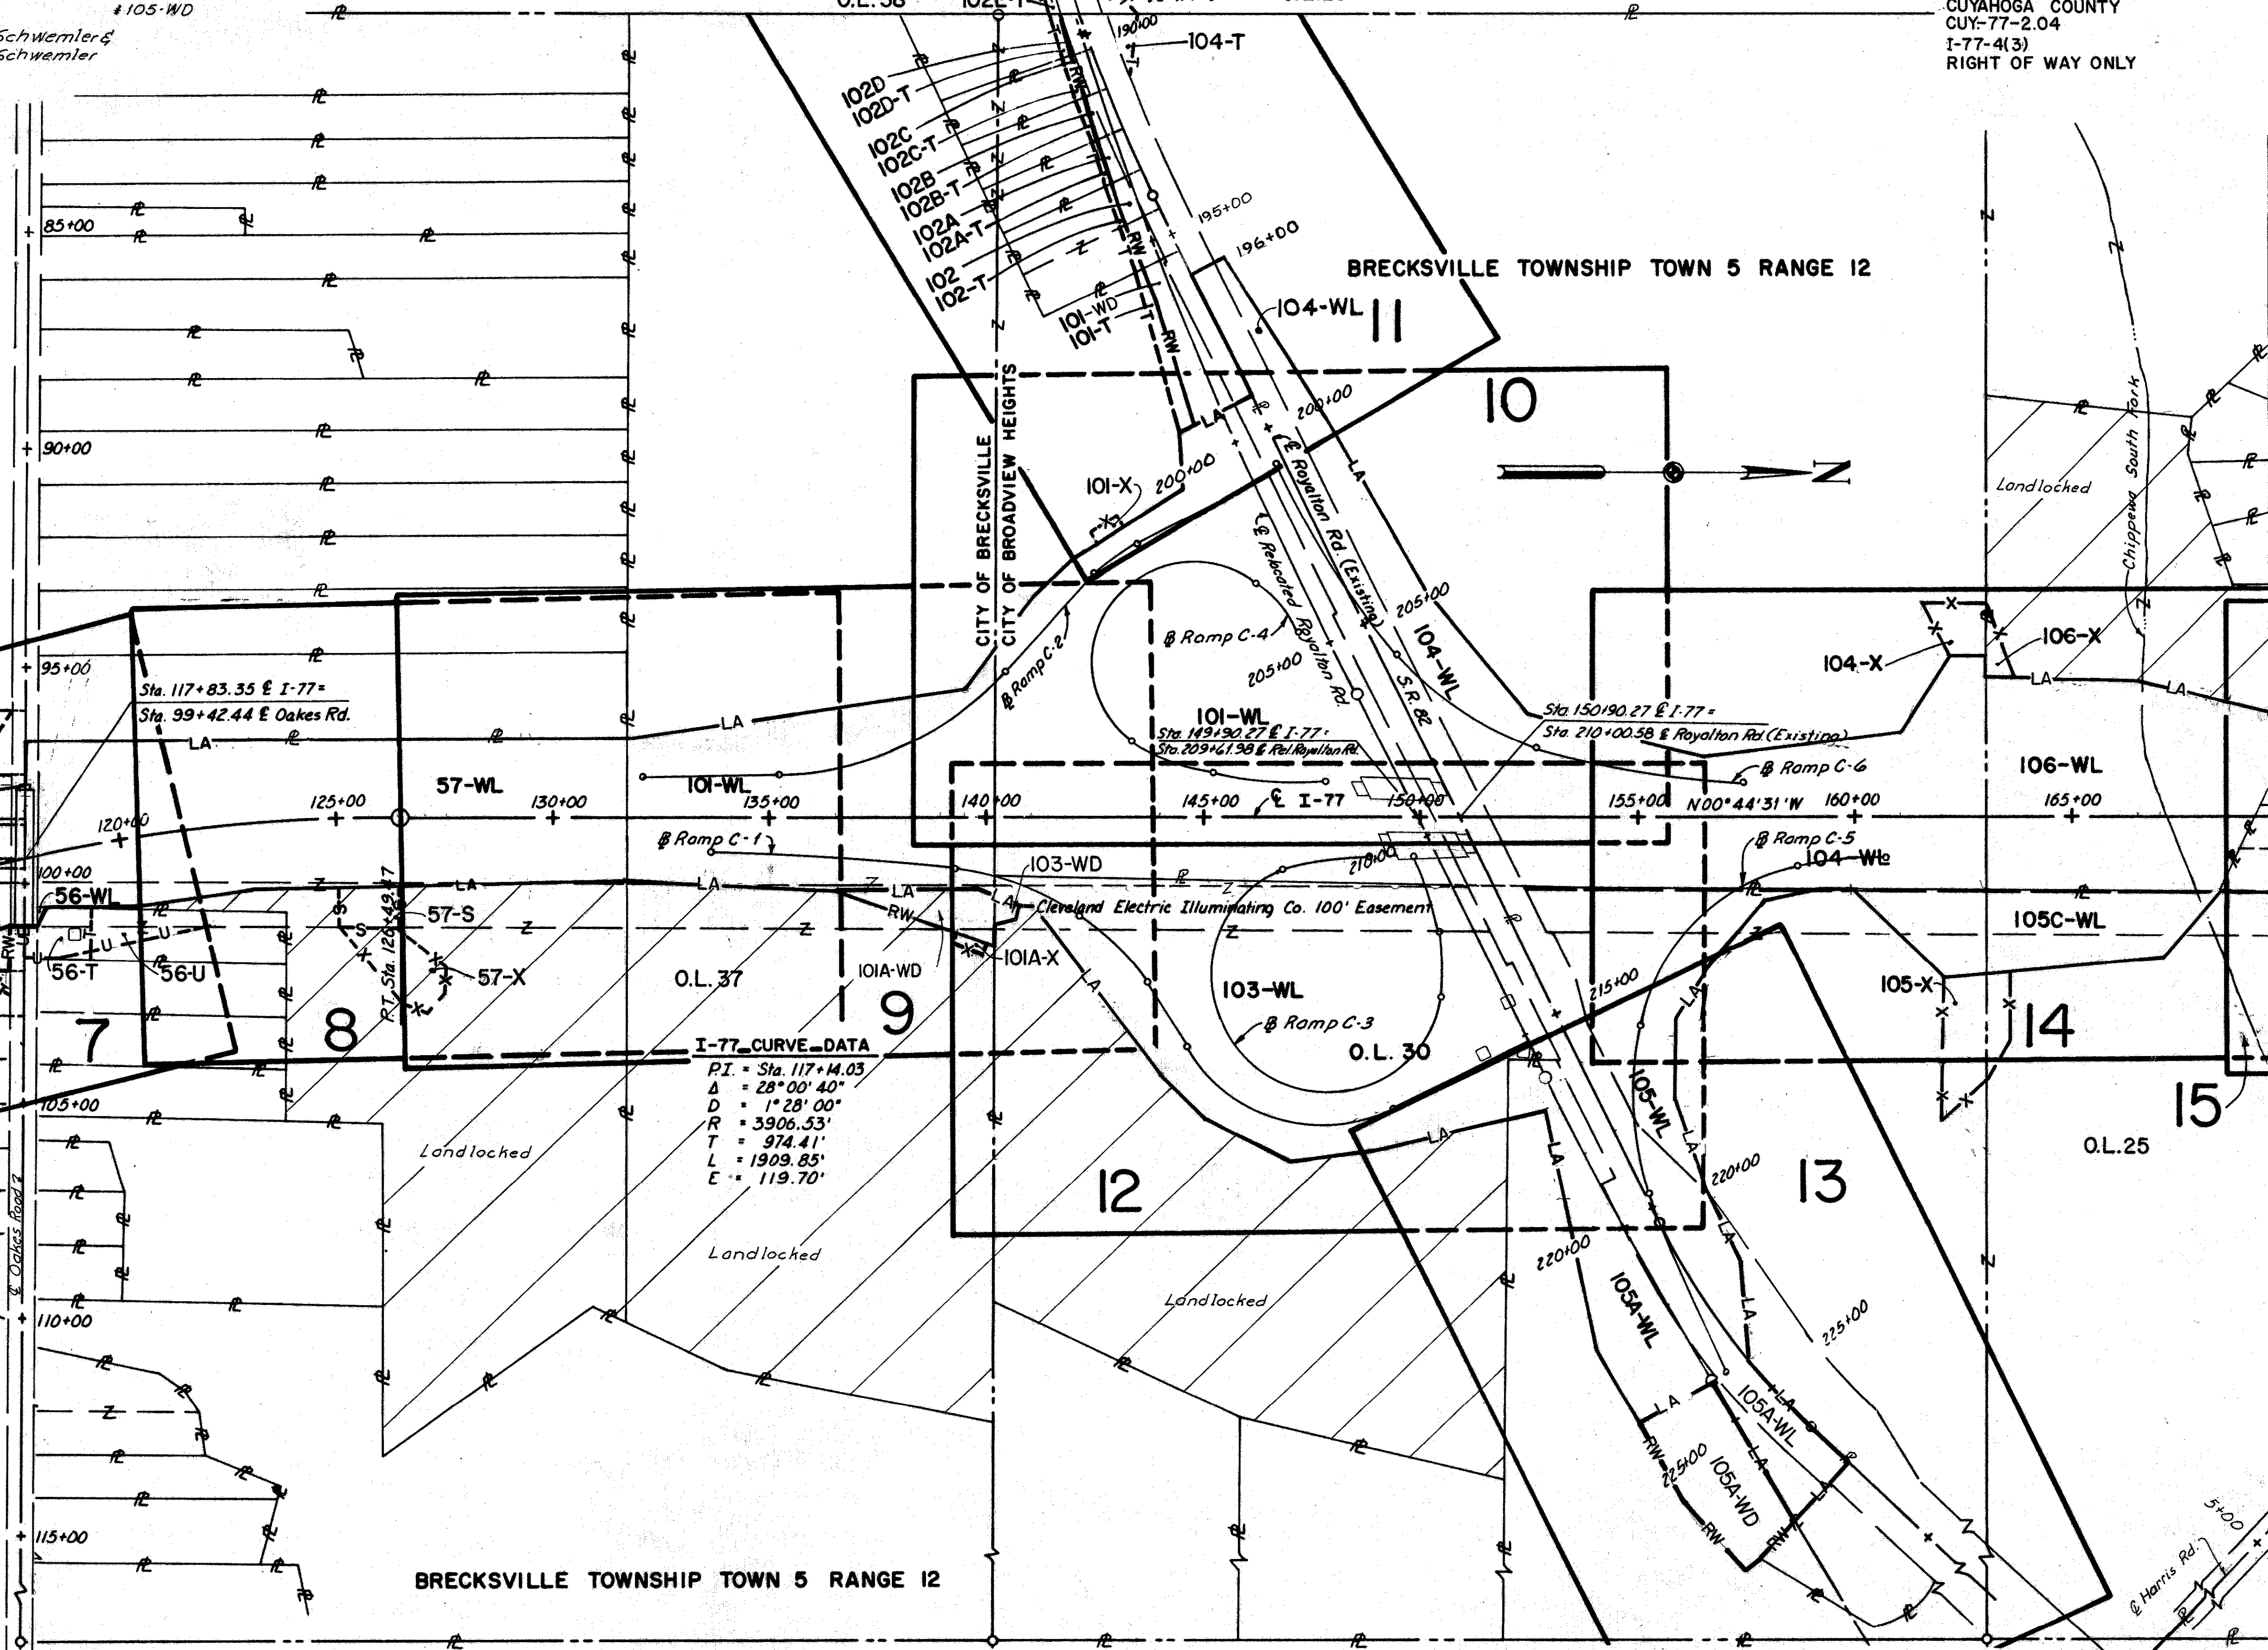 #105-WD
Schwemler &
Schwemler
O.L. 38
190+00
104-T
CUYAHOGA COUNTY
CUY-77-2.04
I-77-4(3)
RIGHT OF WAY ONLY
102D
102D-T
102C
102C-T
102B
102B-T
102A
102A-T
102
102-T
101-WD
101-T
85+00
195+00
196+00
BRECKSVILLE TOWNSHIP TOWN 5 RANGE 12
104-WL
11
10
CITY OF BRECKSVILLE
CITY OF BROADVIEW HEIGHTS
200+00
90+00
101-X
200+00
℄ Royalton Rd. (Existing)
℄ Relocated Royalton Rd.
N
Landlocked
Chippewa South Fork
205+00
B Ramp C-4
B Ramp C-2
205+00
104-WL
S.R. 82
104-X
106-X
95+00
Sta. 117+83.35 ℄ I-77=
Sta. 99+42.44 ℄ Oakes Rd.
101-WL
Sta. 149+90.27 ℄ I-77=
Sta. 209+61.98 ℄ Rel. Royalton Rd.
Sta. 150+90.27 ℄ I-77=
Sta. 210+00.58 ℄ Royalton Rd. (Existing)
57-WL
101-WL
B Ramp C-6
106-WL
120+00
125+00
130+00
135+00
140+00
145+00
℄ I-77
150+00
155+00
N00°44'31"W
160+00
165+00
B Ramp C-1
B Ramp C-5
104-WL
100+00
56-WL
103-WD
210+00
57-S
Cleveland Electric Illuminating Co. 100' Easement
105C-WL
56-T
56-U
P.T. Sta. 126+49.47
57-X
O.L. 37
101A-WD
101A-X
103-WL
B Ramp C-3
O.L. 30
215+00
105-X
7
8
9
14
15
I-77 CURVE DATA
P.I. = Sta. 117+14.03
Δ = 28°00'40"
D = 1°28'00"
R = 3906.53'
T = 974.41'
L = 1909.85'
E = 119.70'
105+00
105-WL
O.L. 25
Landlocked
12
13
220+00
℄ Oakes Road
Landlocked
220+00
Landlocked
105A-WL
110+00
225+00
105A-WL
225+00
105A-WD
115+00
5+00
℄ Harris Rd.
BRECKSVILLE TOWNSHIP TOWN 5 RANGE 12